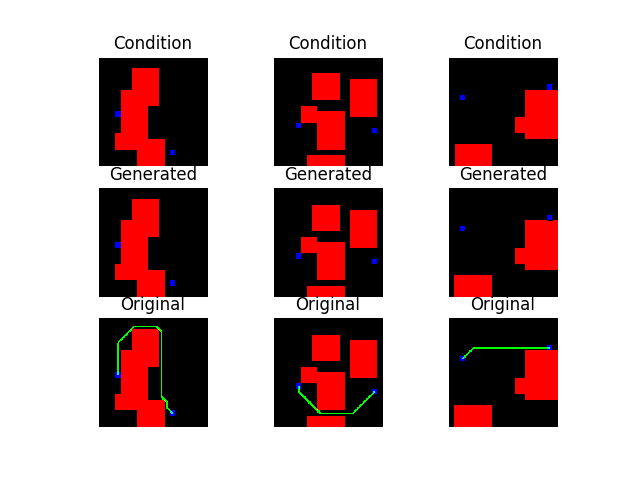 Condition Condition Condition
Generated Generated Generated
Original Original Original